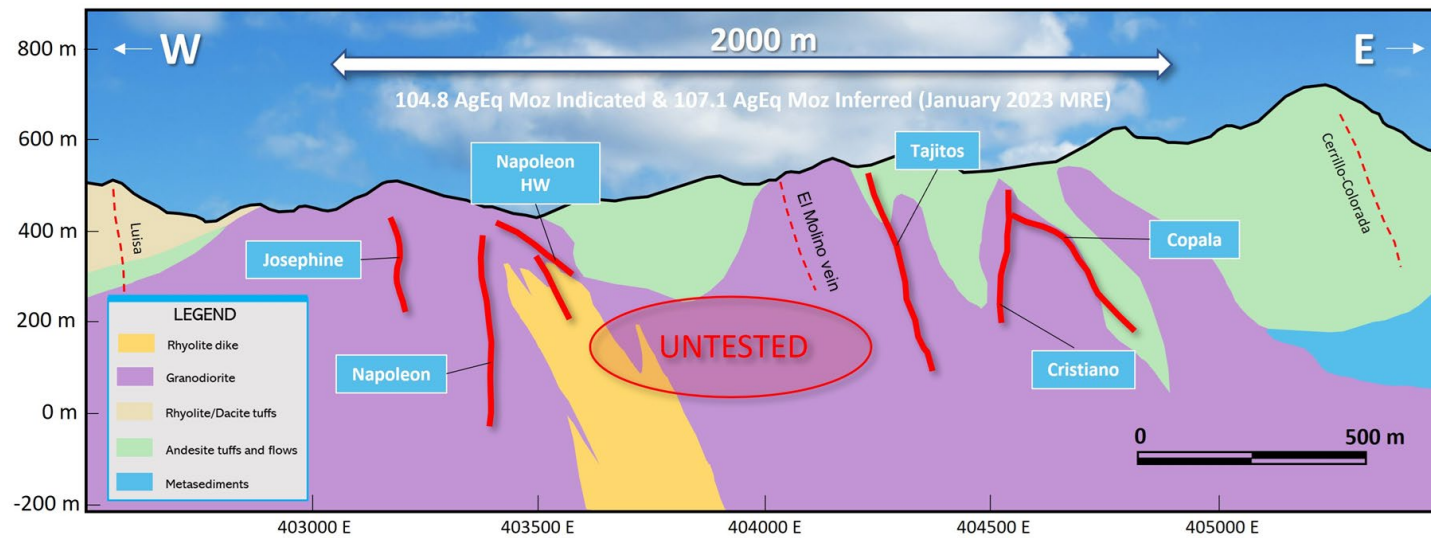 800 m
W
2000 m
E
104.8 AgEq Moz Indicated & 107.1 AgEq Moz Inferred (January 2023 MRE)
600 m
Napoleon
HW
Tajitos
Cerrillo-Colorada
400 m
Luisa
Josephine
El Molino vein
Copala
LEGEND
Rhyolite dike
Granodiorite
Rhyolite/Dacite tuffs
Andesite tuffs and flows
Metasediments
200 m
UNTESTED
Napoleon
Cristiano
0 m
0
500 m
-200 m
403000 E
403500 E
404000 E
404500 E
405000 E